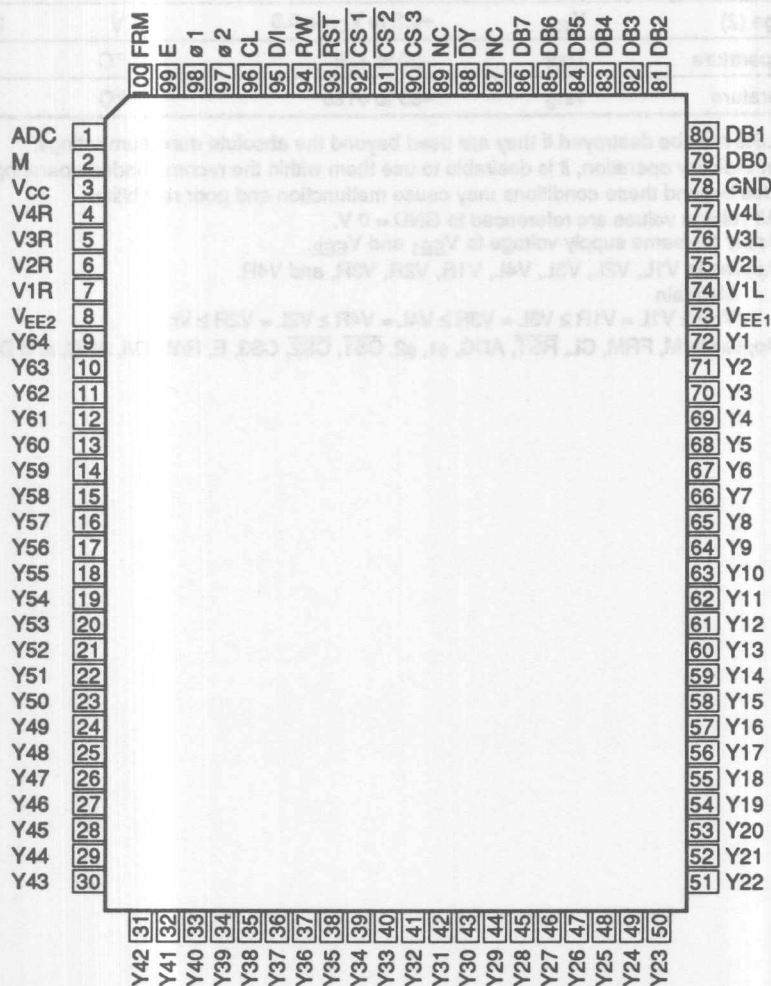 100 FRM
99 E
98 ø 1
97 ø 2
96 CL
95 D/I
94 R/W
93 RST
92 CS 1
91 CS 2
90 CS 3
89 NC
88 DY
87 NC
86 DB7
85 DB6
84 DB5
83 DB4
82 DB3
81 DB2
ADC 1
M 2
VCC 3
V4R 4
V3R 5
V2R 6
V1R 7
VEE2 8
Y64 9
Y63 10
Y62 11
Y61 12
Y60 13
Y59 14
Y58 15
Y57 16
Y56 17
Y55 18
Y54 19
Y53 20
Y52 21
Y51 22
Y50 23
Y49 24
Y48 25
Y47 26
Y46 27
Y45 28
Y44 29
Y43 30
80 DB1
79 DB0
78 GND
77 V4L
76 V3L
75 V2L
74 V1L
73 VEE1
72 Y1
71 Y2
70 Y3
69 Y4
68 Y5
67 Y6
66 Y7
65 Y8
64 Y9
63 Y10
62 Y11
61 Y12
60 Y13
59 Y14
58 Y15
57 Y16
56 Y17
55 Y18
54 Y19
53 Y20
52 Y21
51 Y22
Y42 31
Y41 32
Y40 33
Y39 34
Y38 35
Y37 36
Y36 37
Y35 38
Y34 39
Y33 40
Y32 41
Y31 42
Y30 43
Y29 44
Y28 45
Y27 46
Y26 47
Y25 48
Y24 49
Y23 50